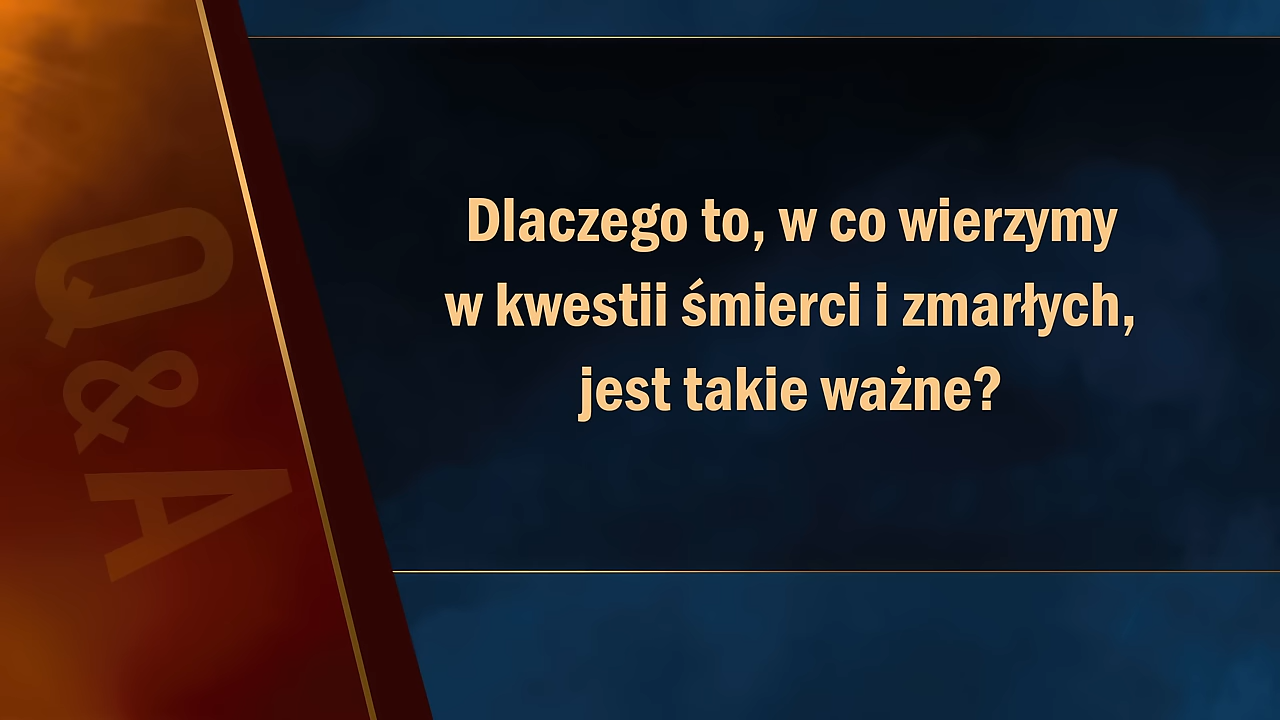 Q&A
Dlaczego to, w co wierzymy
w kwestii śmierci i zmarłych,
jest takie ważne?